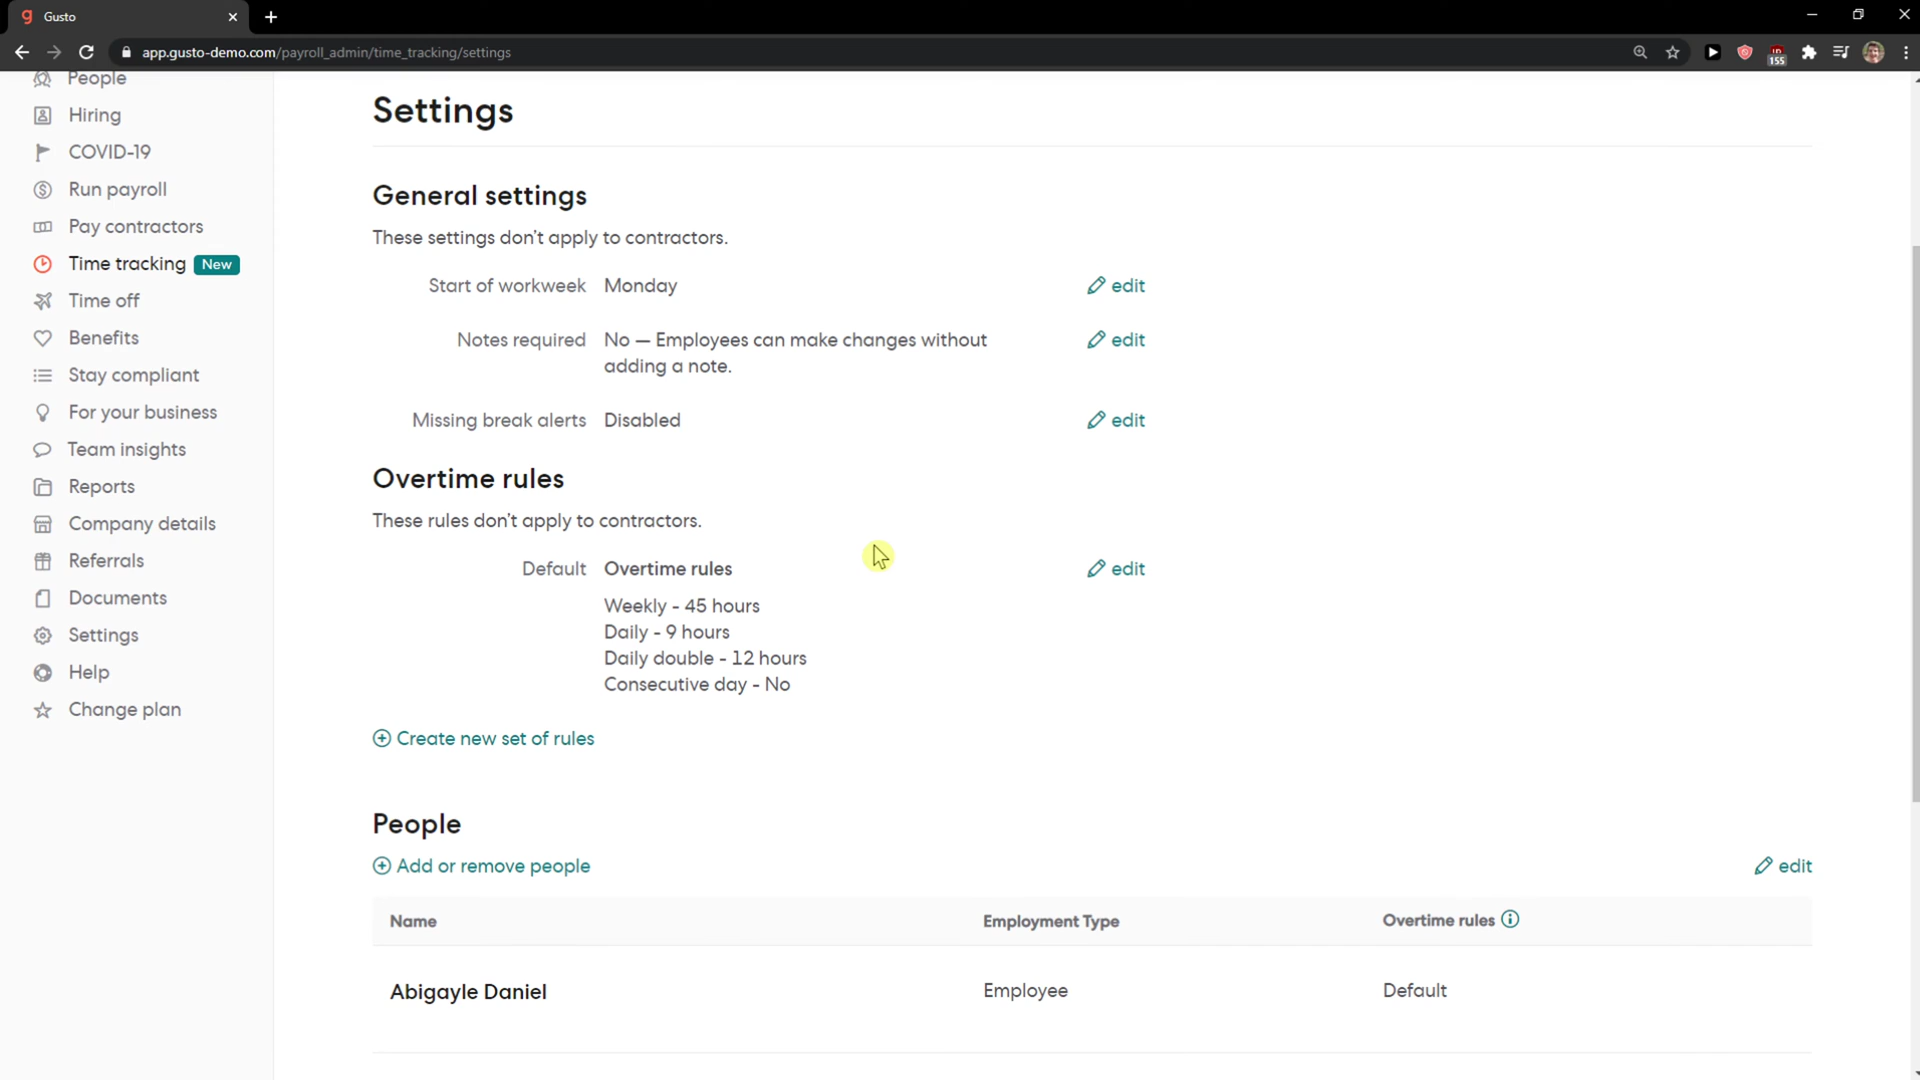 Gusto
app.gusto-demo.com/payroll_admin/time_tracking/settings
155
People
Hiring
COVID-19
Run payroll
Pay contractors
Time tracking New
Time off
Benefits
Stay compliant
For your business
Team insights
Reports
Company details
Referrals
Documents
Settings
Help
Change plan
Settings
General settings
These settings don't apply to contractors.
Start of workweek Monday edit
Notes required No — Employees can make changes without edit
adding a note.
Missing break alerts Disabled edit
Overtime rules
These rules don't apply to contractors.
Default Overtime rules edit
Weekly - 45 hours
Daily - 9 hours
Daily double - 12 hours
Consecutive day - No
Create new set of rules
People
Add or remove people edit
Name Employment Type Overtime rules
Abigayle Daniel Employee Default